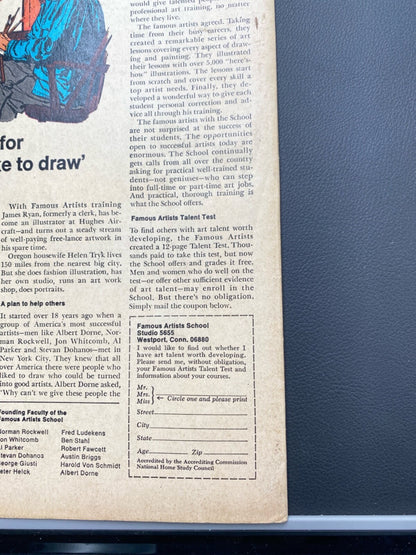 for
ke to draw'
With Famous Artists training
James Ryan, formerly a clerk, has be-
come an illustrator at Hughes Air-
craft—and turns out a steady stream
of well-paying free-lance artwork in
his spare time.
Oregon housewife Helen Tryk lives
150 miles from the nearest big city.
But she does fashion illustration, has
her own studio, runs an art work
shop, does portraits.
A plan to help others
It started over 18 years ago when a
group of America's most successful
artists—men like Albert Dorne, Nor-
man Rockwell, Jon Whitcomb, Al
Parker and Stevan Dohanos—met in
New York City. They knew that all
over America there were people who
liked to draw who could be turned
into good artists. Albert Dorne asked,
"Why can't we give these people the
Founding Faculty of the
Famous Artists School
Norman Rockwell
Jon Whitcomb
Al Parker
Stevan Dohanos
George Giusti
Peter Helck
Fred Ludekens
Ben Stahl
Robert Fawcett
Austin Briggs
Harold Von Schmidt
Albert Dorne
would give talented people
professional art training, no matter
where they live.
The famous artists agreed. Taking
time from their busy careers, they
created a remarkable series of art
lessons covering every aspect of draw-
ing and painting. They illustrated
their lessons with over 5,000 "here's-
how" illustrations. The lessons start
from scratch and cover every skill a
top artist needs. Finally, they de-
veloped a wonderful way to give each
student personal correction and ad-
vice all through his training.
The famous artists with the School
are not surprised at the success of
their students. The opportunities
open to successful artists today are
enormous. The School continually
gets calls from all over the country
asking for practical well-trained stu-
dents—not geniuses—who can step
into full-time or part-time art jobs.
And practical, thorough training is
what the School offers.
Famous Artists Talent Test
To find others with art talent worth
developing, the Famous Artists
created a 12-page Talent Test. Thou-
sands paid to take this test, but now
the School offers and grades it free.
Men and women who do well on the
test—or offer other sufficient evidence
of art talent—may enroll in the
School. But there's no obligation.
Simply mail the coupon below.
Famous Artists School
Studio 5655
Westport, Conn. 06880
I would like to find out whether I
have art talent worth developing.
Please send me, without obligation,
your Famous Artists Talent Test and
information about your courses.
Mr.
Mrs.
Miss
← Circle one and please print
Street
City
State
Age Zip
Accredited by the Accrediting Commission
National Home Study Council